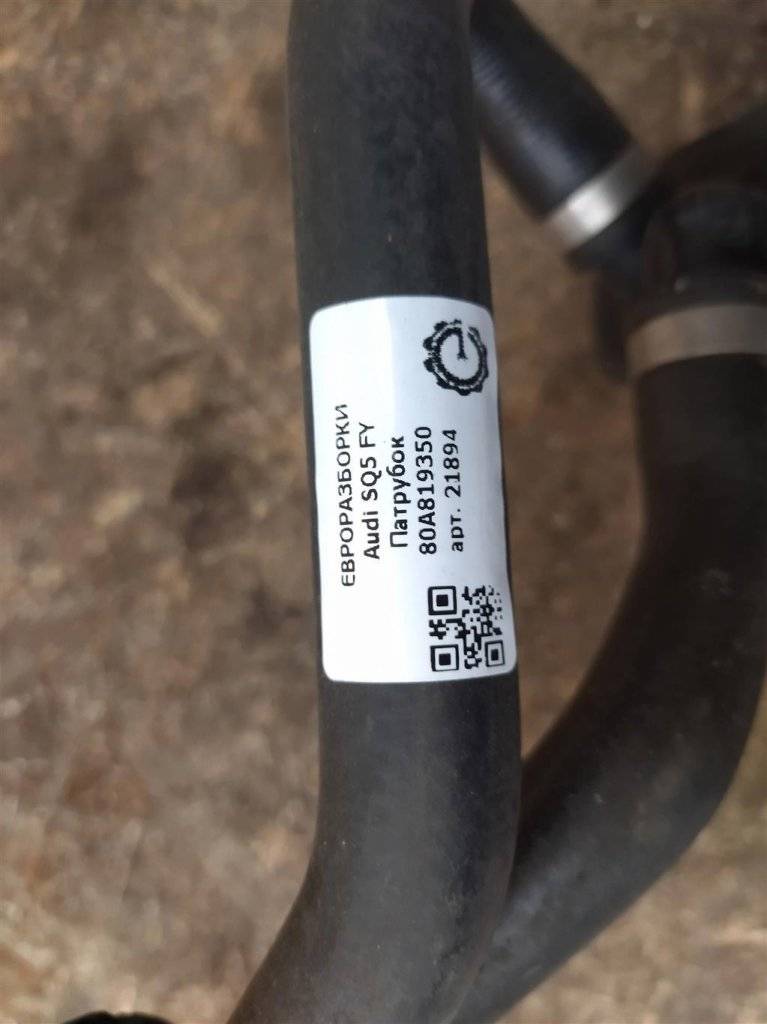 ЕВРОРАЗБОРКИ
Audi SQ5 FY
Патрубок
80A819350
арт. 21894